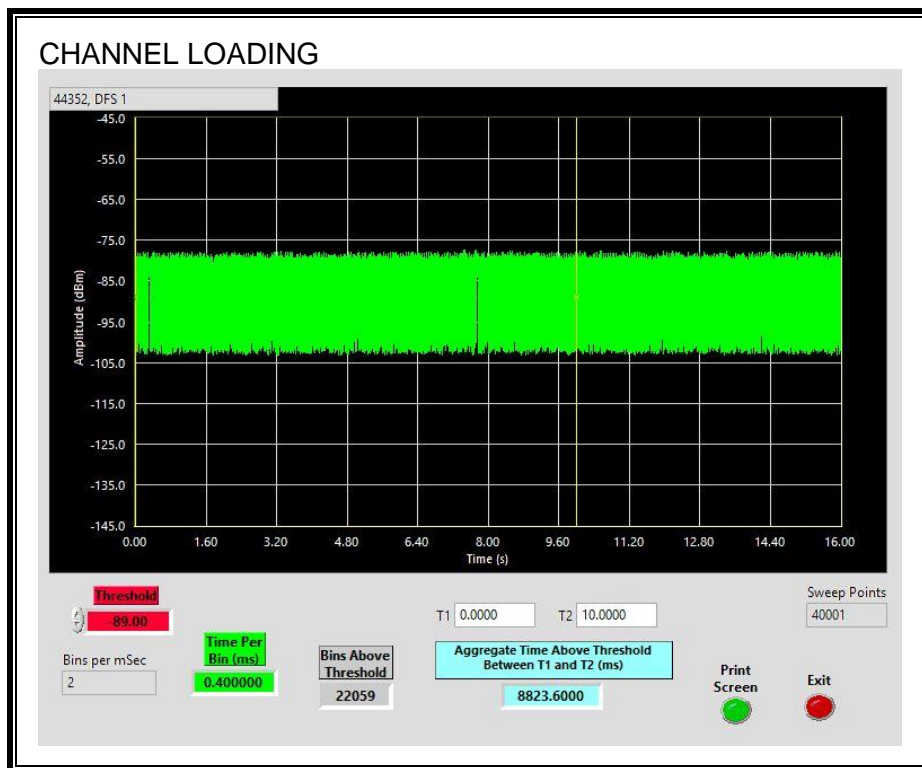 CHANNEL LOADING
44352, DFS 1
-45.0
-55.0
-65.0
-75.0
-85.0
-95.0
-105.0
-115.0
-125.0
-135.0
-145.0
Amplitude (dBm)
0.00 1.60 3.20 4.80 6.40 8.00 9.60 11.20 12.80 14.40 16.00
Time (s)
Threshold
-89.00
Bins per mSec
2
Time Per
Bin (ms)
0.400000
Bins Above
Threshold
22059
T1 0.0000 T2 10.0000
Aggregate Time Above Threshold
Between T1 and T2 (ms)
8823.6000
Sweep Points
40001
Print
Screen
Exit